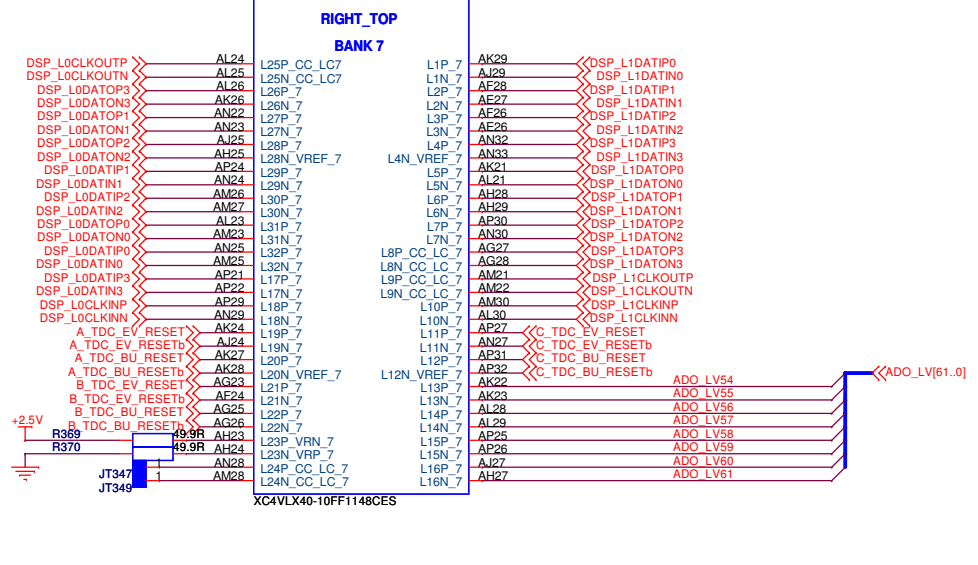 RIGHT_TOP
BANK 7
DSP_L0CLKOUTP AL24 L25P_CC_LC7 L1P_7 AK29 DSP_L1DATIP0
DSP_L0CLKOUTN AL25 L25N_CC_LC7 L1N_7 AJ29 DSP_L1DATIN0
DSP_L0DATOP3 AL26 L26P_7 L2P_7 AF28 DSP_L1DATIP1
DSP_L0DATON3 AK26 L26N_7 L2N_7 AE27 DSP_L1DATIN1
DSP_L0DATOP1 AN22 L27P_7 L3P_7 AF26 DSP_L1DATIP2
DSP_L0DATON1 AN23 L27N_7 L3N_7 AE26 DSP_L1DATIN2
DSP_L0DATOP2 AJ25 L28P_7 L4P_7 AN32 DSP_L1DATIP3
DSP_L0DATON2 AH25 L28N_VREF_7 L4N_VREF_7 AN33 DSP_L1DATIN3
DSP_L0DATIP1 AP24 L29P_7 L5P_7 AK21 DSP_L1DATOP0
DSP_L0DATIN1 AN24 L29N_7 L5N_7 AL21 DSP_L1DATON0
DSP_L0DATIP2 AM26 L30P_7 L6P_7 AH28 DSP_L1DATOP1
DSP_L0DATIN2 AM27 L30N_7 L6N_7 AH29 DSP_L1DATON1
DSP_L0DATOP0 AL23 L31P_7 L7P_7 AP30 DSP_L1DATOP2
DSP_L0DATON0 AM23 L31N_7 L7N_7 AN30 DSP_L1DATON2
DSP_L0DATIP0 AN25 L32P_7 L8P_CC_LC_7 AG27 DSP_L1DATOP3
DSP_L0DATIN0 AM25 L32N_7 L8N_CC_LC_7 AG28 DSP_L1DATON3
DSP_L0DATIP3 AP21 L17P_7 L9P_CC_LC_7 AM21 DSP_L1CLKOUTP
DSP_L0DATIN3 AP22 L17N_7 L9N_CC_LC_7 AM22 DSP_L1CLKOUTN
DSP_L0CLKINP AP29 L18P_7 L10P_7 AM30 DSP_L1CLKINP
DSP_L0CLKINN AN29 L18N_7 L10N_7 AL30 DSP_L1CLKINN
A_TDC_EV_RESET AK24 L19P_7 L11P_7 AP27 C_TDC_EV_RESET
A_TDC_EV_RESETb AJ24 L19N_7 L11N_7 AN27 C_TDC_EV_RESETb
A_TDC_BU_RESET AK27 L20P_7 L12P_7 AP31 C_TDC_BU_RESET
A_TDC_BU_RESETb AK28 L20N_VREF_7 L12N_VREF_7 AP32 C_TDC_BU_RESETb ADO_LV[61..0]
B_TDC_EV_RESET AG23 L21P_7 L13P_7 AK22 ADO_LV54
B_TDC_EV_RESETb AF24 L21N_7 L13N_7 AK23 ADO_LV55
B_TDC_BU_RESET AG25 L22P_7 L14P_7 AL28 ADO_LV56
+2.5V B_TDC_BU_RESETb AG26 L22N_7 L14N_7 AL29 ADO_LV57
R369 49.9R AH23 L23P_VRN_7 L15P_7 AP25 ADO_LV58
R370 49.9R AH24 L23N_VRP_7 L15N_7 AP26 ADO_LV59
JT347 1 AN28 L24P_CC_LC_7 L16P_7 AJ27 ADO_LV60
JT349 1 AM28 L24N_CC_LC_7 L16N_7 AH27 ADO_LV61
XC4VLX40-10FF1148CES